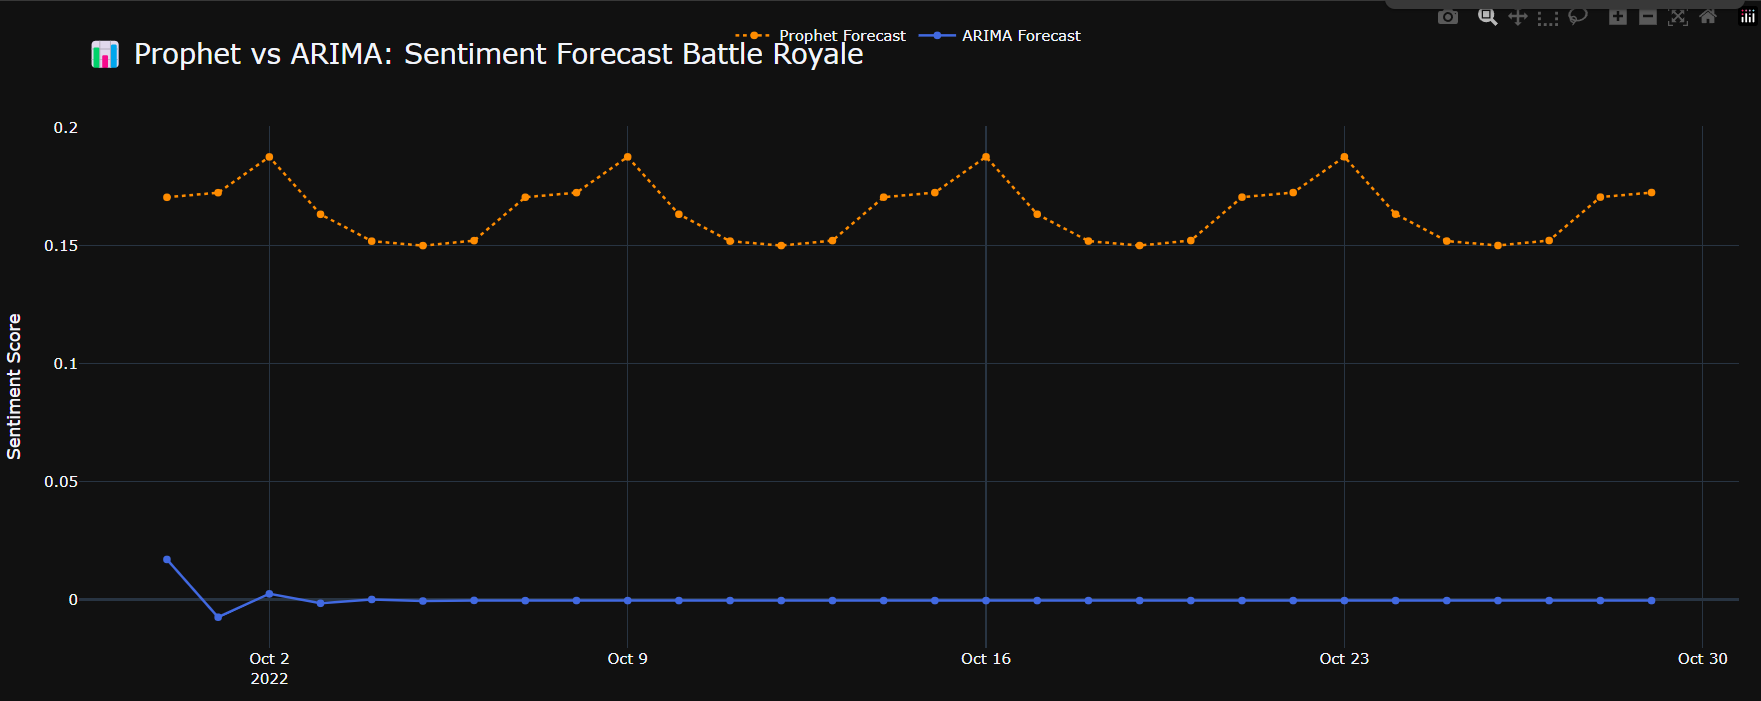 Prophet Forecast ARIMA Forecast
📊 Prophet vs ARIMA: Sentiment Forecast Battle Royale
0.2
0.15
0.1
0.05
0
Sentiment Score
Oct 2 Oct 9 Oct 16 Oct 23 Oct 30
2022